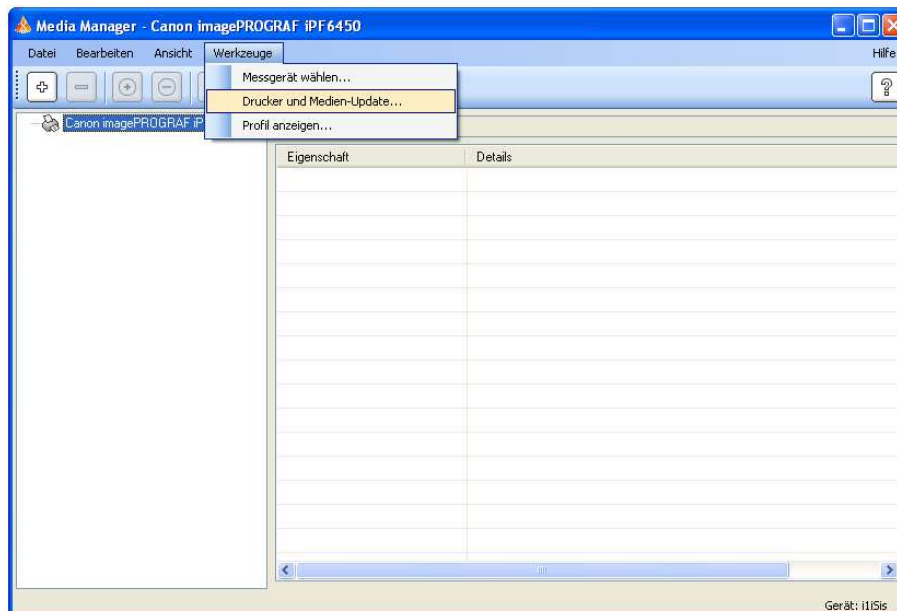 Media Manager - Canon imagePROGRAF iPF6450
Datei Bearbeiten Ansicht Werkzeuge Hilfe
Messgerät wählen...
Drucker und Medien-Update...
Profil anzeigen...
Canon imagePROGRAF iP
Eigenschaft Details
Gerät: i1iSis